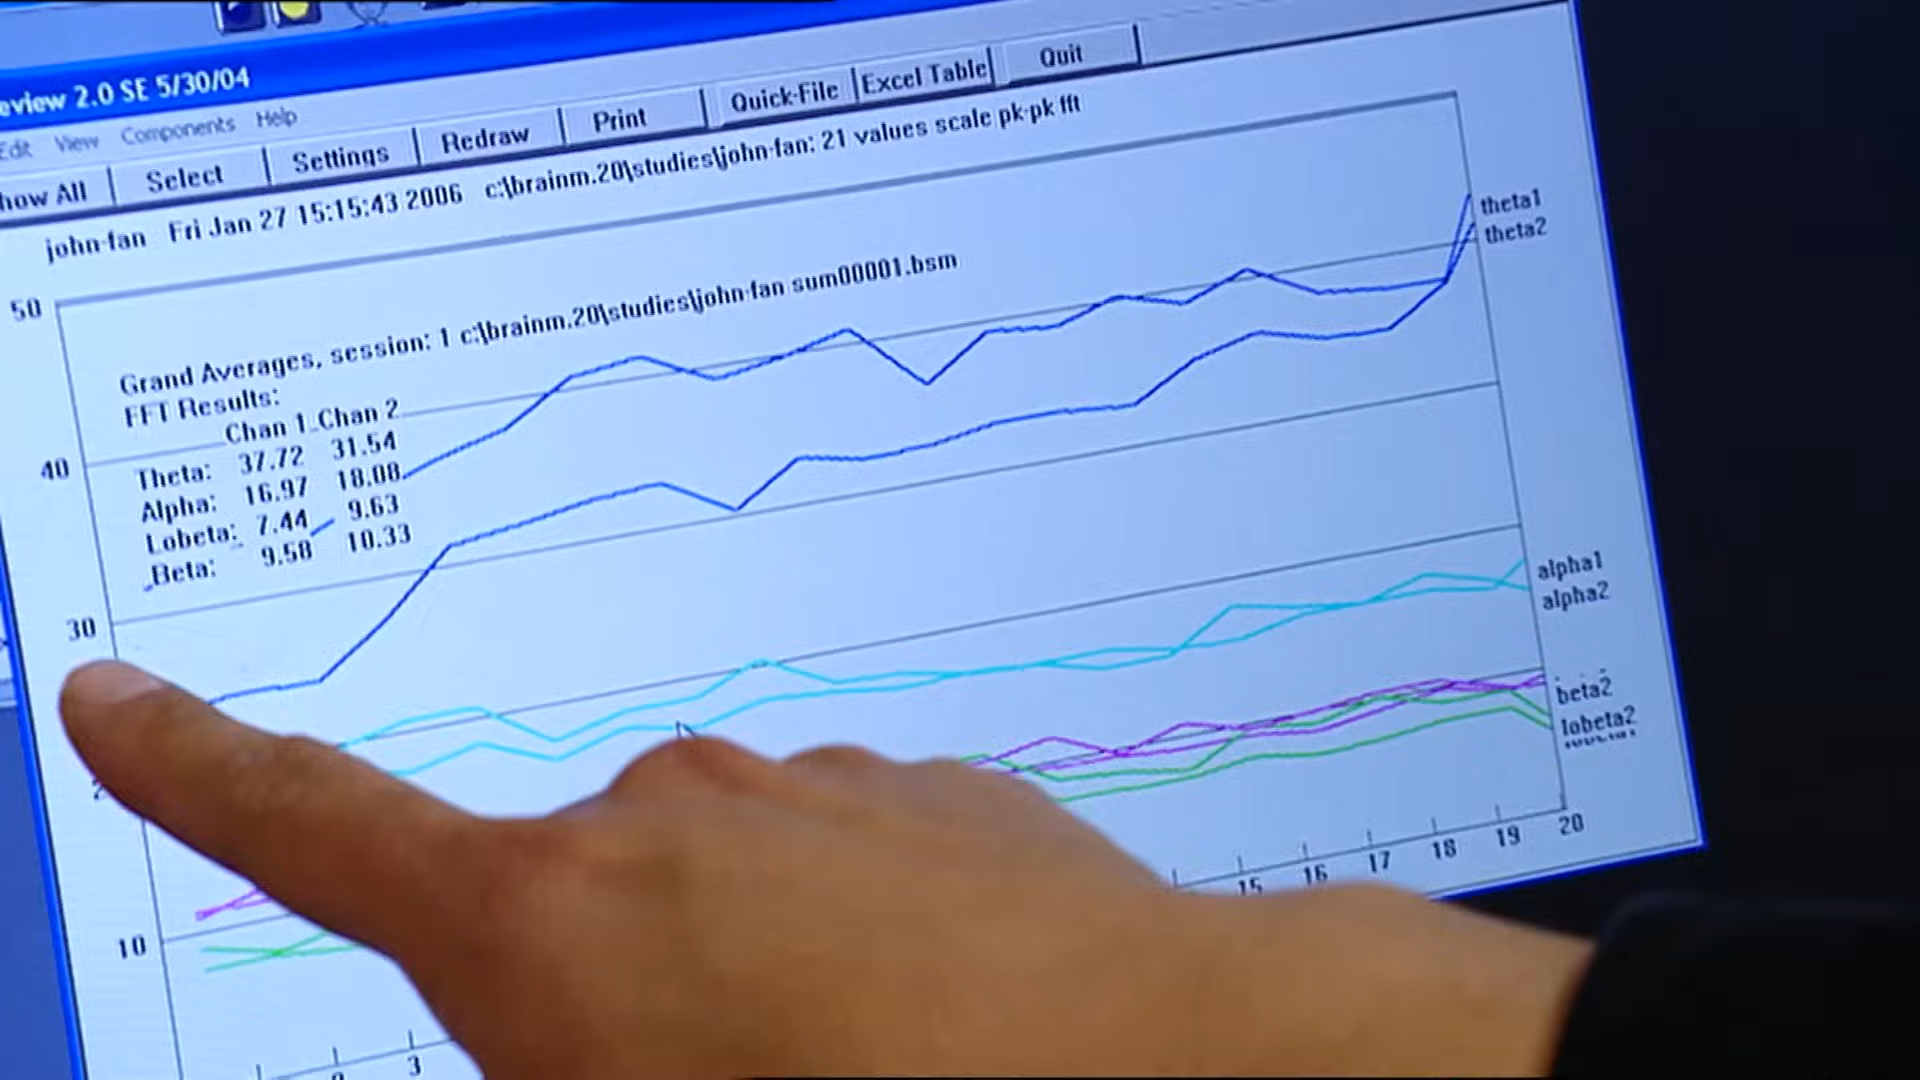 eview 2.0 SE 5/30/04
Edit View Components Help
how All Select Settings Redraw Print Quick-File Excel Table Quit
john-fan Fri Jan 27 15:15:43 2006 c:\brainm.20\studies\john-fan: 21 values scale pk-pk fft
Grand Averages, session: 1 c:\brainm.20\studies\john-fan sum00001.bsm
FFT Results:
Chan 1 Chan 2
Theta: 37.72 31.54
Alpha: 16.97 18.08
Lobeta: 7.44 9.63
Beta: 9.58 10.33
50
40
30
10
theta1
theta2
alpha1
alpha2
beta2
lobeta2
3 15 16 17 18 19 20